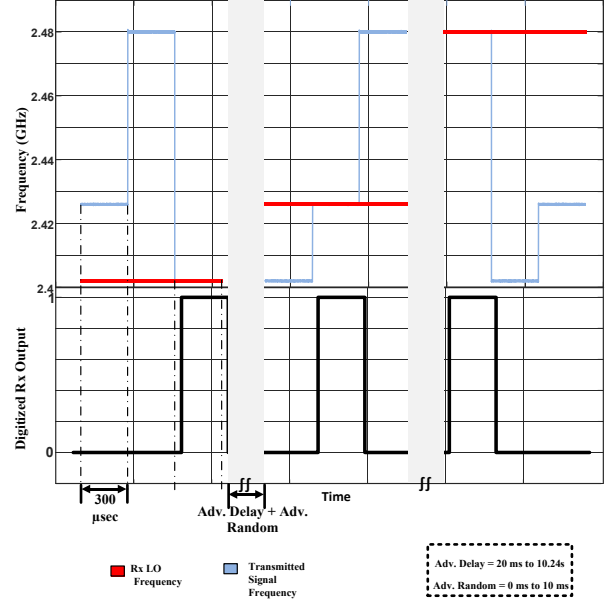 2.48
2.46
2.44
2.42
2.4
Frequency (GHz)
1
0
Digitized Rx Output
300
µsec
Adv. Delay + Adv.
Random
Time
Rx LO
Frequency
Transmitted
Signal
Frequency
Adv. Delay = 20 ms to 10.24s
Adv. Random = 0 ms to 10 ms